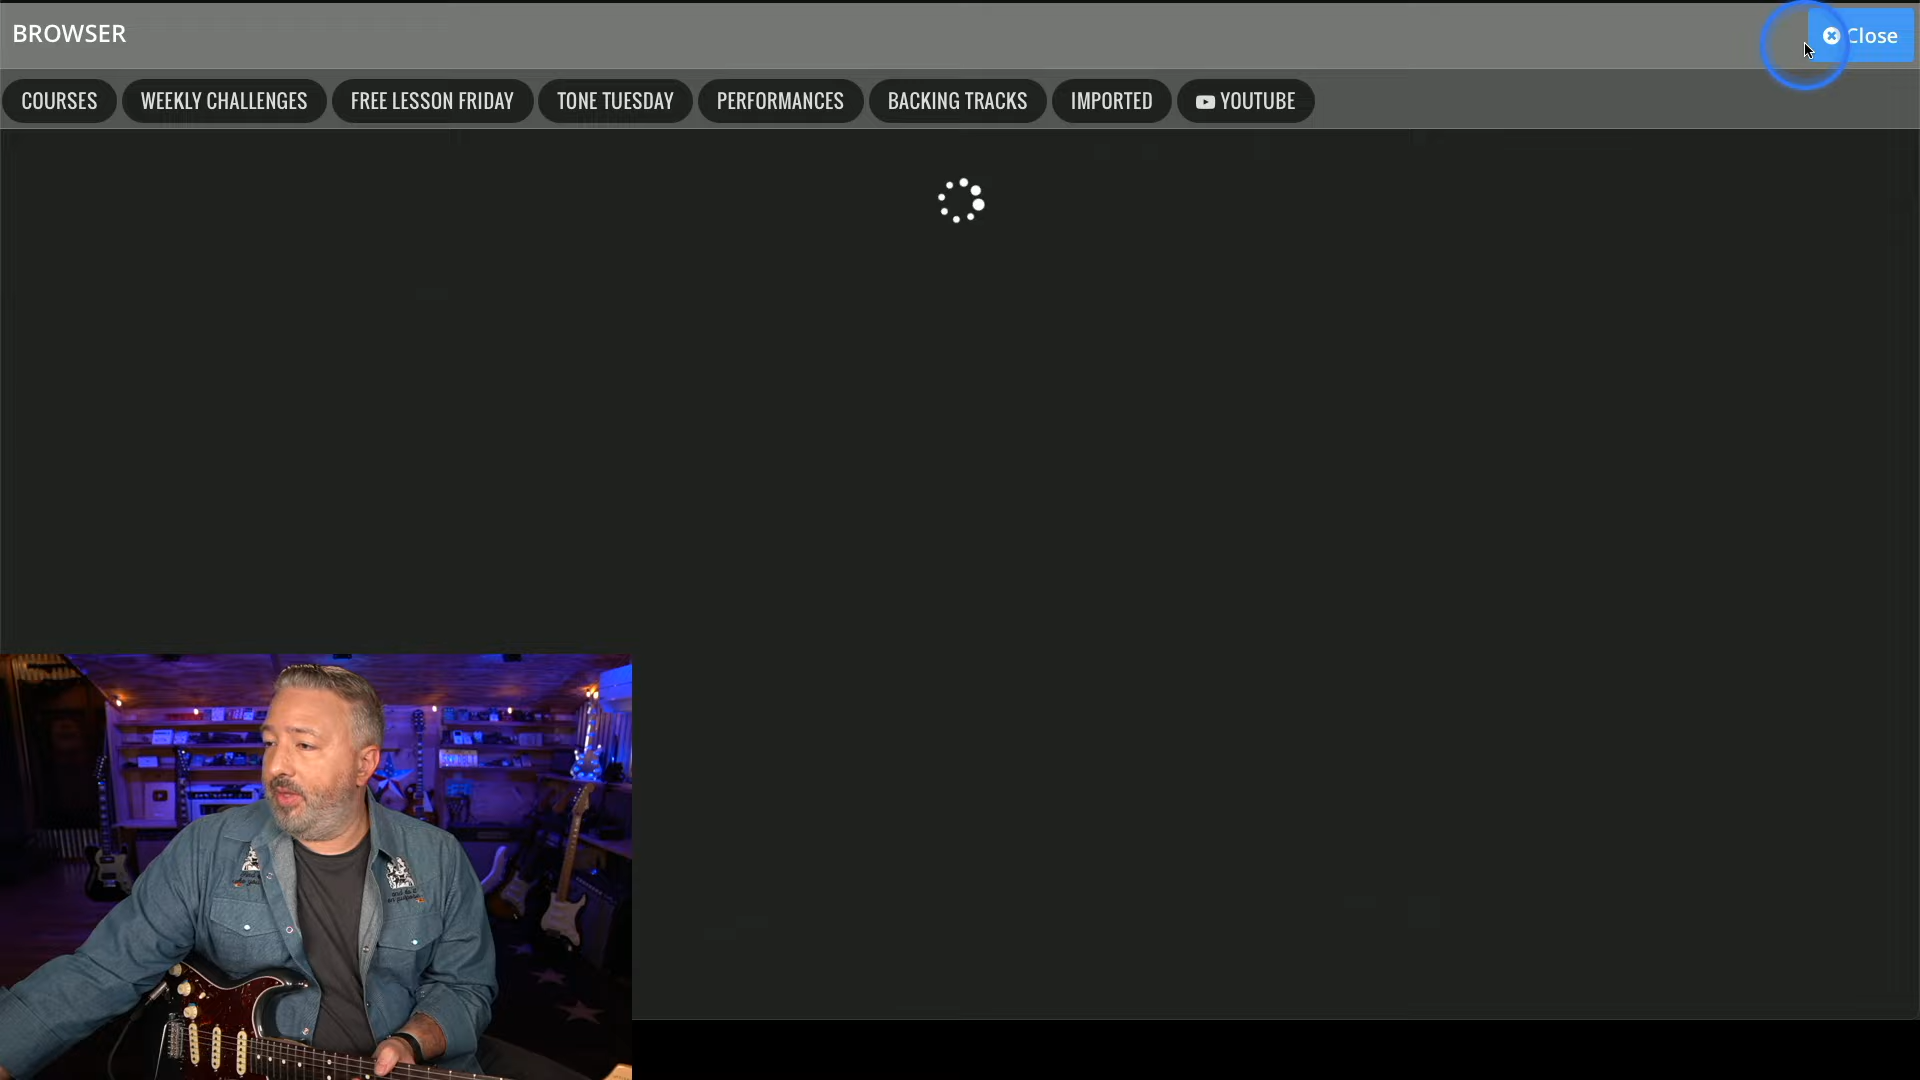 BROWSER
Close
COURSES
WEEKLY CHALLENGES
FREE LESSON FRIDAY
TONE TUESDAY
PERFORMANCES
BACKING TRACKS
IMPORTED
YOUTUBE